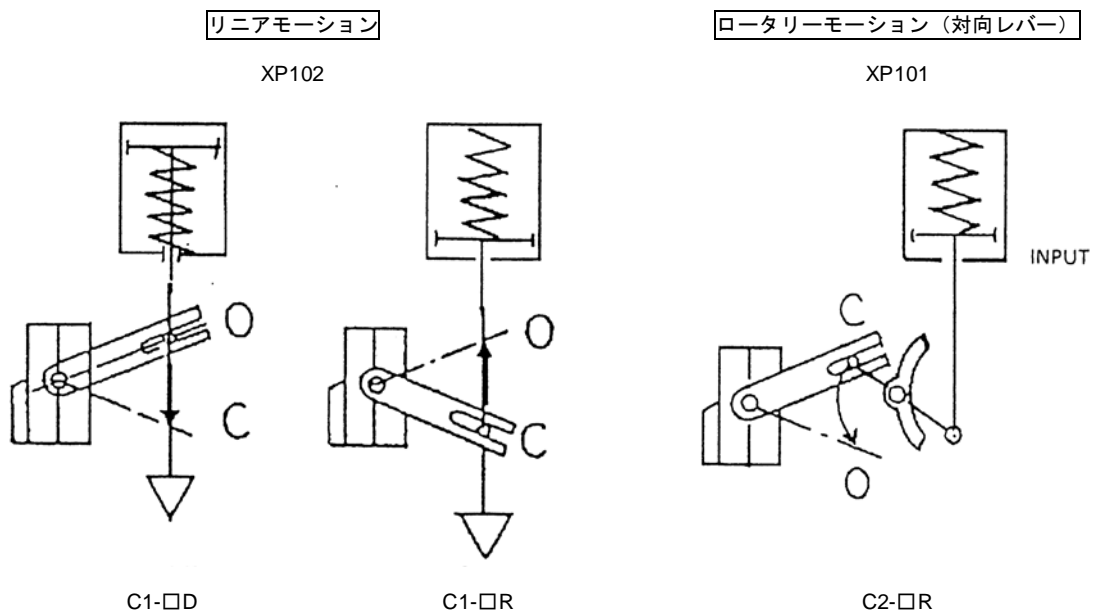 リニアモーション
ロータリーモーション（対向レバー）
XP102
XP101
INPUT
O
C
O
C
C
O
C1-□D
C1-□R
C2-□R